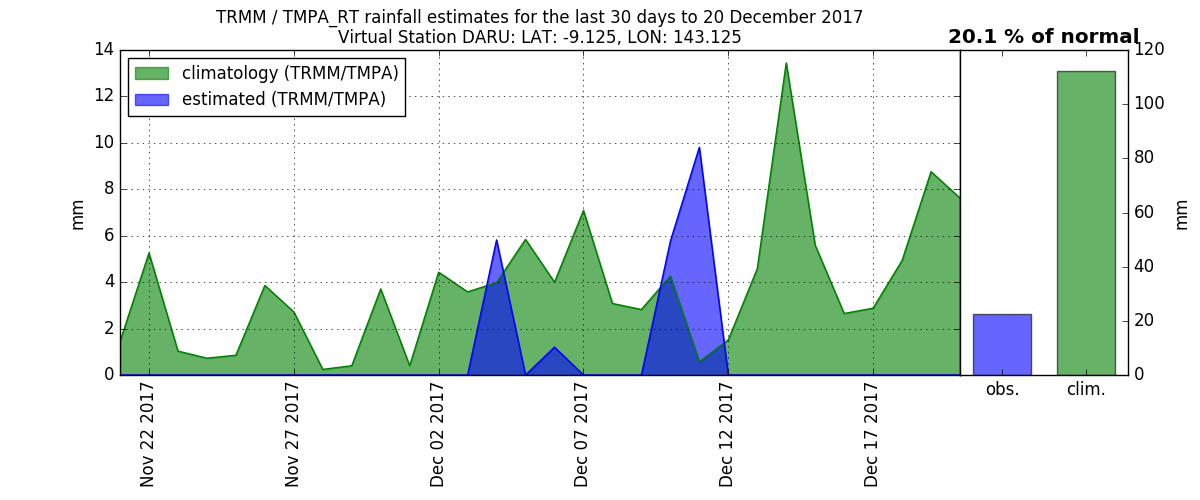 TRMM / TMPA_RT rainfall estimates for the last 30 days to 20 December 2017
Virtual Station DARU: LAT: -9.125, LON: 143.125
20.1 % of normal
climatology (TRMM/TMPA)
estimated (TRMM/TMPA)
14
12
10
8
6
4
2
0
mm
Nov 22 2017
Nov 27 2017
Dec 02 2017
Dec 07 2017
Dec 12 2017
Dec 17 2017
obs.
clim.
120
100
80
60
40
20
0
mm